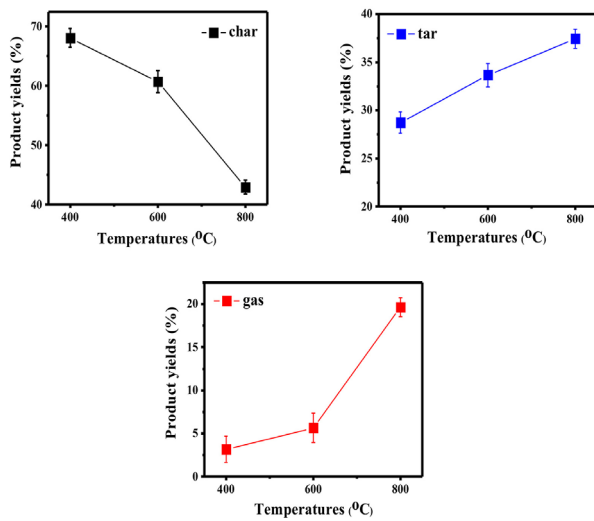 char
70
60
50
40
Product yields (%)
400
600
800
Temperatures (⁰C)
tar
40
35
30
25
20
Product yields (%)
400
600
800
Temperatures (⁰C)
gas
20
15
10
5
0
Product yields (%)
400
600
800
Temperatures (⁰C)